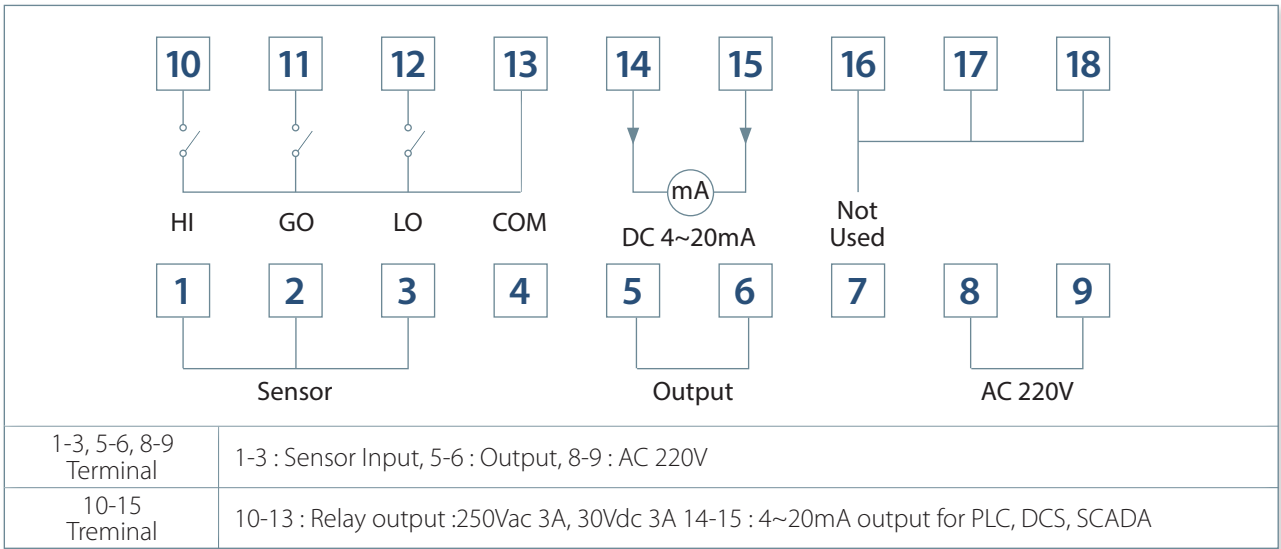 10 11 12 13 14 15 16 17 18
HI GO LO COM
mA
DC 4~20mA
Not
Used
1 2 3 4 5 6 7 8 9
Sensor Output AC 220V
1-3, 5-6, 8-9
Terminal
1-3 : Sensor Input, 5-6 : Output, 8-9 : AC 220V
10-15
Treminal
10-13 : Relay output :250Vac 3A, 30Vdc 3A 14-15 : 4~20mA output for PLC, DCS, SCADA